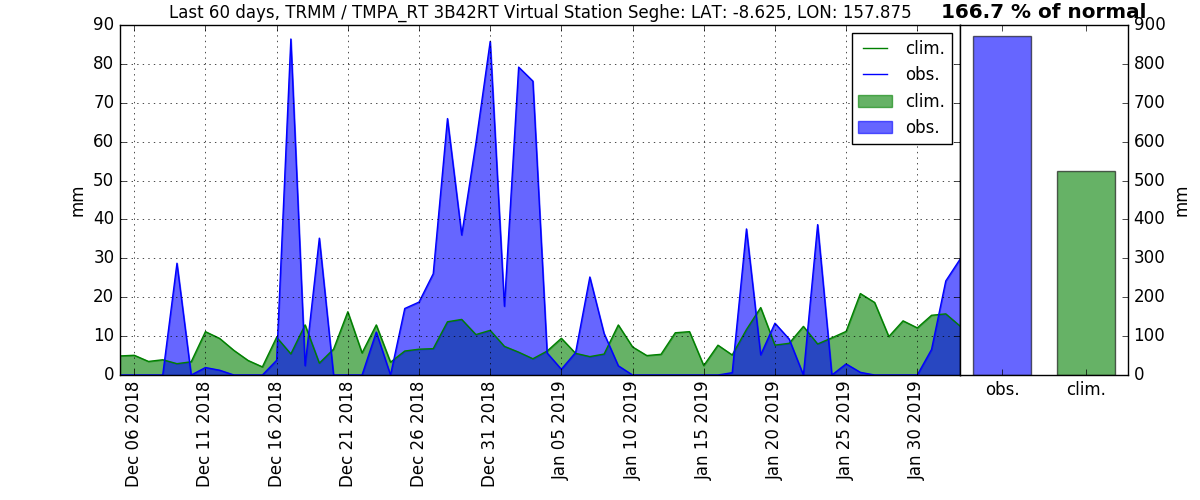 Last 60 days, TRMM / TMPA_RT 3B42RT Virtual Station Seghe: LAT: -8.625, LON: 157.875
166.7 % of normal
90
80
70
60
50
40
30
20
10
0
mm
clim.
obs.
clim.
obs.
900
800
700
600
500
400
300
200
100
0
mm
Dec 06 2018
Dec 11 2018
Dec 16 2018
Dec 21 2018
Dec 26 2018
Dec 31 2018
Jan 05 2019
Jan 10 2019
Jan 15 2019
Jan 20 2019
Jan 25 2019
Jan 30 2019
obs.
clim.